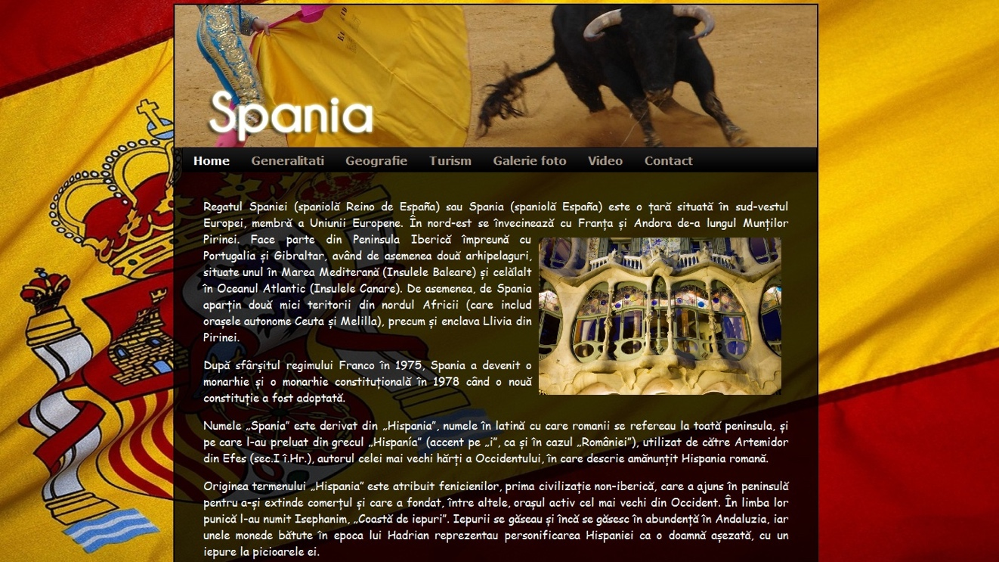 Spania
Home Generalitati Geografie Turism Galerie foto Video Contact
Regatul Spaniei (spaniolă Reino de España) sau Spania (spaniolă España) este o țară situată în sud-vestul
Europei, membră a Uniunii Europene. În nord-est se învecinează cu Franța și Andora de-a lungul Munților
Pirinei. Face parte din Peninsula Iberică împreună cu
Portugalia și Gibraltar, având de asemenea două arhipelaguri,
situate unul în Marea Mediterană (Insulele Baleare) și celălalt
în Oceanul Atlantic (Insulele Canare). De asemenea, de Spania
aparțin două mici teritorii din nordul Africii (care includ
orașele autonome Ceuta și Melilla), precum și enclava Llivia din
Pirinei.
După sfârșitul regimului Franco în 1975, Spania a devenit o
monarhie și o monarhie constituțională în 1978 când o nouă
constituție a fost adoptată.
Numele „Spania” este derivat din „Hispania”, numele în latină cu care romanii se refereau la toată peninsula, și
pe care l-au preluat din grecul „Hispanía” (accent pe „i”, ca și în cazul „României”), utilizat de către Artemidor
din Efes (sec.I î.Hr.), autorul celei mai vechi hărți a Occidentului, în care descrie amănunțit Hispania romană.
Originea termenului „Hispania” este atribuit fenicienilor, prima civilizație non-iberică, care a ajuns în peninsulă
pentru a-și extinde comerțul și care a fondat, între altele, orașul activ cel mai vechi din Occident. În limba lor
punică l-au numit Isephanim, „Coastă de iepuri”. Iepurii se găseau și încă se găsesc în abundență în Andaluzia, iar
unele monede bătute în epoca lui Hadrian reprezentau personificarea Hispaniei ca o doamnă așezată, cu un
iepure la picioarele ei.